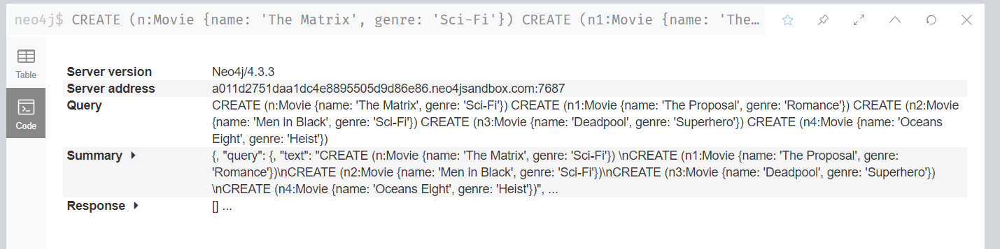 neo4j$ CREATE (n:Movie {name: 'The Matrix', genre: 'Sci-Fi'}) CREATE (n1:Movie {name: 'The…
Table
Code
Server version Neo4j/4.3.3
Server address a011d2751daa1dc4e8895505d9d86e86.neo4jsandbox.com:7687
Query CREATE (n:Movie {name: 'The Matrix', genre: 'Sci-Fi'}) CREATE (n1:Movie {name: 'The Proposal', genre: 'Romance'}) CREATE (n2:Movie
{name: 'Men in Black', genre: 'Sci-Fi'}) CREATE (n3:Movie {name: 'Deadpool', genre: 'Superhero'}) CREATE (n4:Movie {name: 'Oceans
Eight', genre: 'Heist'})
Summary {, "query": {, "text": "CREATE (n:Movie {name: 'The Matrix', genre: 'Sci-Fi'}) \nCREATE (n1:Movie {name: 'The Proposal', genre:
'Romance'})\nCREATE (n2:Movie {name: 'Men in Black', genre: 'Sci-Fi'})\nCREATE (n3:Movie {name: 'Deadpool', genre: 'Superhero'})
\nCREATE (n4:Movie {name: 'Oceans Eight', genre: 'Heist'})", ...
Response [] ...